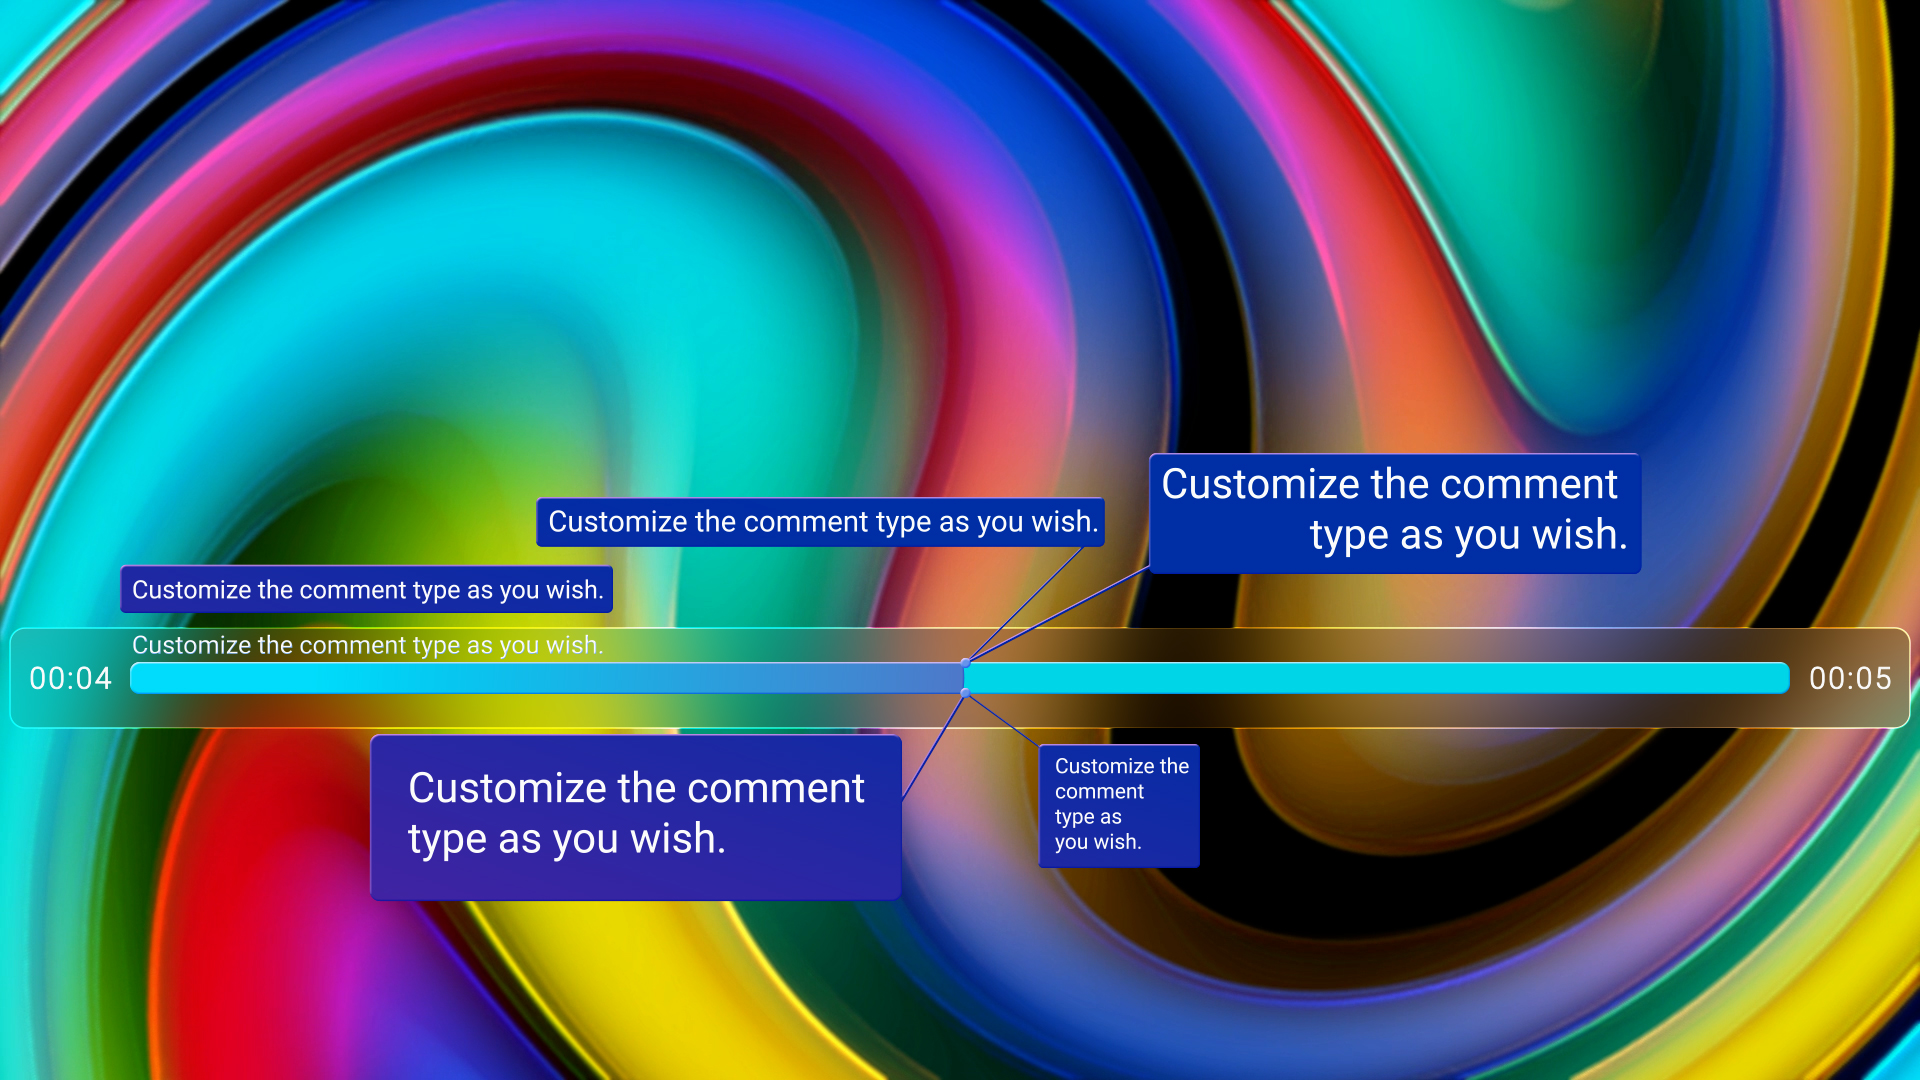 Customize the comment
type as you wish.
Customize the comment type as you wish.
Customize the comment type as you wish.
Customize the comment type as you wish.
00:04
00:05
Customize the comment
type as you wish.
Customize the
comment
type as
you wish.